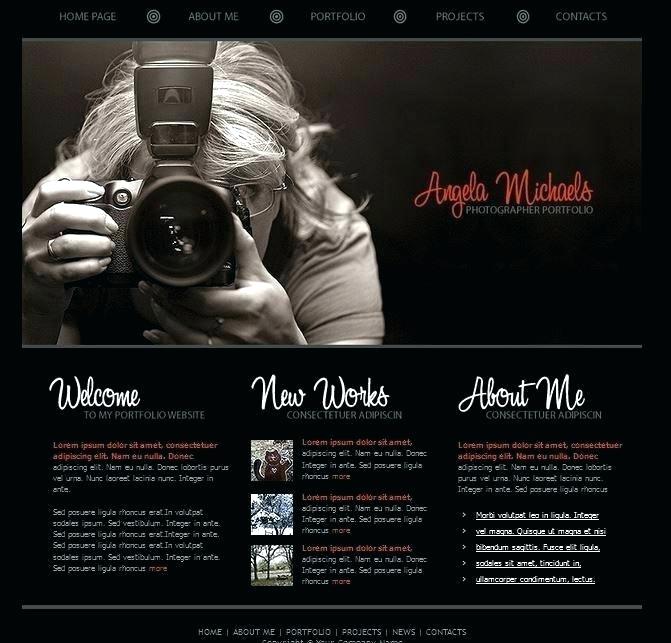 HOME PAGE ABOUT ME PORTFOLIO PROJECTS CONTACTS
Angela Michaels
PHOTOGRAPHER PORTFOLIO
Welcome
TO MY PORTFOLIO WEBSITE
Lorem ipsum dolor sit amet, consectetuer
adipiscing elit. Nam eu nulla. Donec
adipiscing elit. Nam eu nulla. Donec lobortis purus
vel urna. Nunc laoreet lacinia nunc. Integer in
ante.
Sed posuere ligula rhoncus erat.In volutpat
sodales ipsum. Sed vestibulum. Integer in ante.
Sed posuere ligula rhoncus erat.Integer in ante.
Sed posuere ligula rhoncus erat.In volutpat
sodales ipsum. Sed vestibulum. Integer in ante.
Sed posuere ligula rhoncus more
New Works
CONSECTETUER ADIPISCIN
Lorem ipsum dolor sit amet,
adipiscing elit. Nam eu nulla. Donec
Integer in ante. Sed posuere ligula
rhoncus more
Lorem ipsum dolor sit amet,
adipiscing elit. Nam eu nulla. Donec
Integer in ante. Sed posuere ligula
rhoncus more
Lorem ipsum dolor sit amet,
adipiscing elit. Nam eu nulla. Donec
Integer in ante. Sed posuere ligula
rhoncus more
About Me
CONSECTETUER ADIPISCIN
Lorem ipsum dolor sit amet, consectetuer
adipiscing elit. Nam eu nulla. Donec
adipiscing elit. Nam eu nulla. Donec lobortis
purus vel urna. Nunc laoreet lacinia nunc.
Integer in ante. Sed posuere ligula rhoncus
> Morbi volutpat leo in ligula. Integer
> vel magna. Quisque ut magna et nisi
> bibendum sagittis. Fusce elit ligula,
> sodales sit amet, tincidunt in,
> ullamcorper condimentum, lectus.
HOME | ABOUT ME | PORTFOLIO | PROJECTS | NEWS | CONTACTS
Copyright © Your Company Name